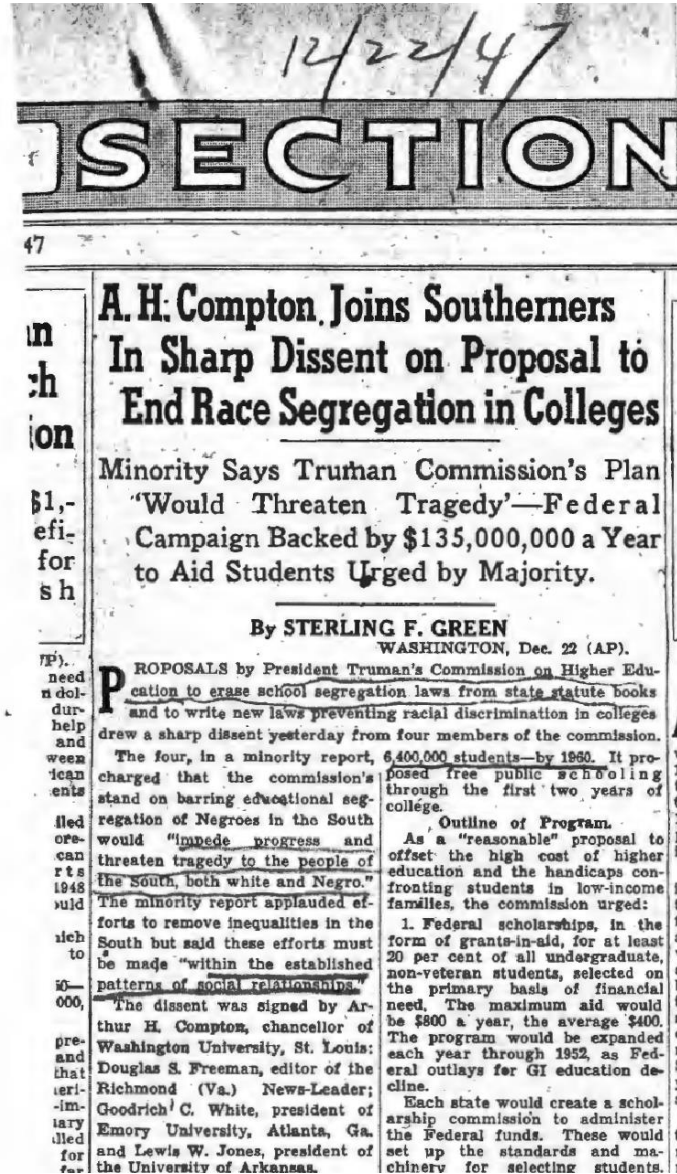 12/22/47
SECTION
47
A. H. Compton Joins Southerners
In Sharp Dissent on Proposal to
End Race Segregation in Colleges
Minority Says Truman Commission's Plan
'Would Threaten Tragedy'—Federal
Campaign Backed by $135,000,000 a Year
to Aid Students Urged by Majority.
By STERLING F. GREEN
WASHINGTON, Dec. 22 (AP).
PROPOSALS by President Truman's Commission on Higher Edu-
cation to erase school segregation laws from state statute books
and to write new laws preventing racial discrimination in colleges
drew a sharp dissent yesterday from four members of the commission.
The four, in a minority report,
charged that the commission's
stand on barring educational seg-
regation of Negroes in the South
would "impede progress and
threaten tragedy to the people of
the South, both white and Negro."
The minority report applauded ef-
forts to remove inequalities in the
South but said these efforts must
be made "within the established
patterns of social relationships."
The dissent was signed by Ar-
thur H. Compton, chancellor of
Washington University, St. Louis;
Douglas S. Freeman, editor of the
Richmond (Va.) News-Leader;
Goodrich C. White, president of
Emory University, Atlanta, Ga.
and Lewis W. Jones, president of
the University of Arkansas.
6,400,000 students—by 1960. It pro-
posed free public schooling
through the first two years of
college.
Outline of Program.
As a "reasonable" proposal to
offset the high cost of higher
education and the handicaps con-
fronting students in low-income
families, the commission urged:
1. Federal scholarships, in the
form of grants-in-aid, for at least
20 per cent of all undergraduate,
non-veteran students, selected on
the primary basis of financial
need. The maximum aid would
be $800 a year, the average $400.
The program would be expanded
each year through 1952, as Fed-
eral outlays for GI education de-
cline.
Each state would create a schol-
arship commission to administer
the Federal funds. These would
set up the standards and ma-
chinery for selecting students,